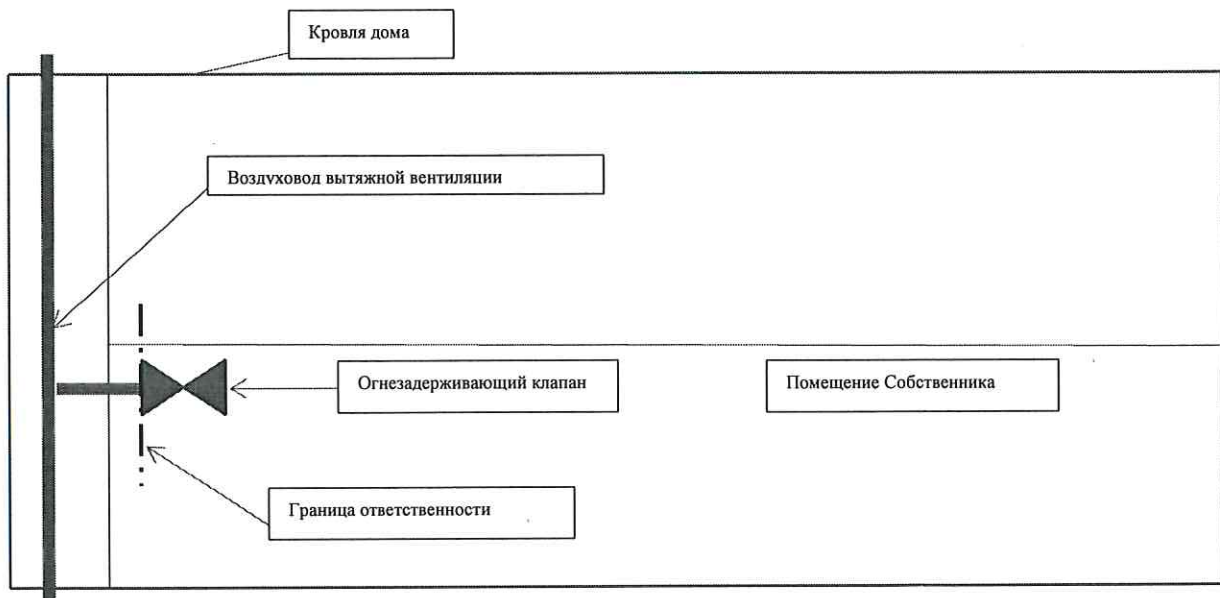 Кровля дома
Воздуховод вытяжной вентиляции
Огнезадерживающий клапан
Помещение Собственника
Граница ответственности